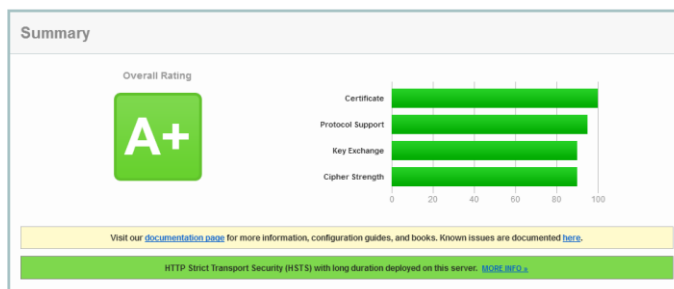 Summary
Overall Rating
A+
Certificate
Protocol Support
Key Exchange
Cipher Strength
0 20 40 60 80 100
Visit our documentation page for more information, configuration guides, and books. Known issues are documented here.
HTTP Strict Transport Security (HSTS) with long duration deployed on this server. MORE INFO »